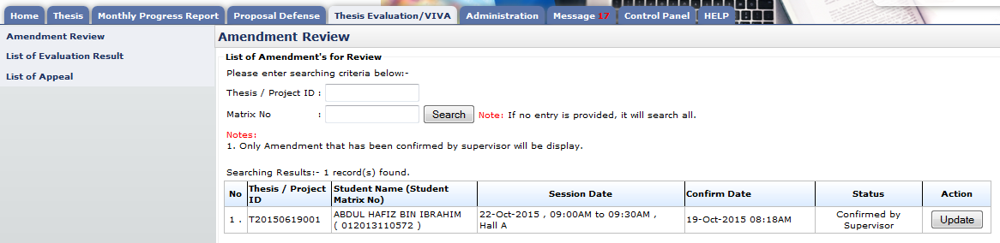 Home Thesis Monthly Progress Report Proposal Defense Thesis Evaluation/VIVA Administration Message 17 Control Panel HELP
Amendment Review
List of Evaluation Result
List of Appeal
Amendment Review
List of Amendment's for Review
Please enter searching criteria below:-
Thesis / Project ID :
Matrix No : Search Note: If no entry is provided, it will search all.
Notes:
1. Only Amendment that has been confirmed by supervisor will be display.
Searching Results:- 1 record(s) found.
No Thesis / Project ID Student Name (Student Matrix No) Session Date Confirm Date Status Action
1 . T20150619001 ABDUL HAFIZ BIN IBRAHIM ( 012013110572 ) 22-Oct-2015 , 09:00AM to 09:30AM , Hall A 19-Oct-2015 08:18AM Confirmed by Supervisor Update